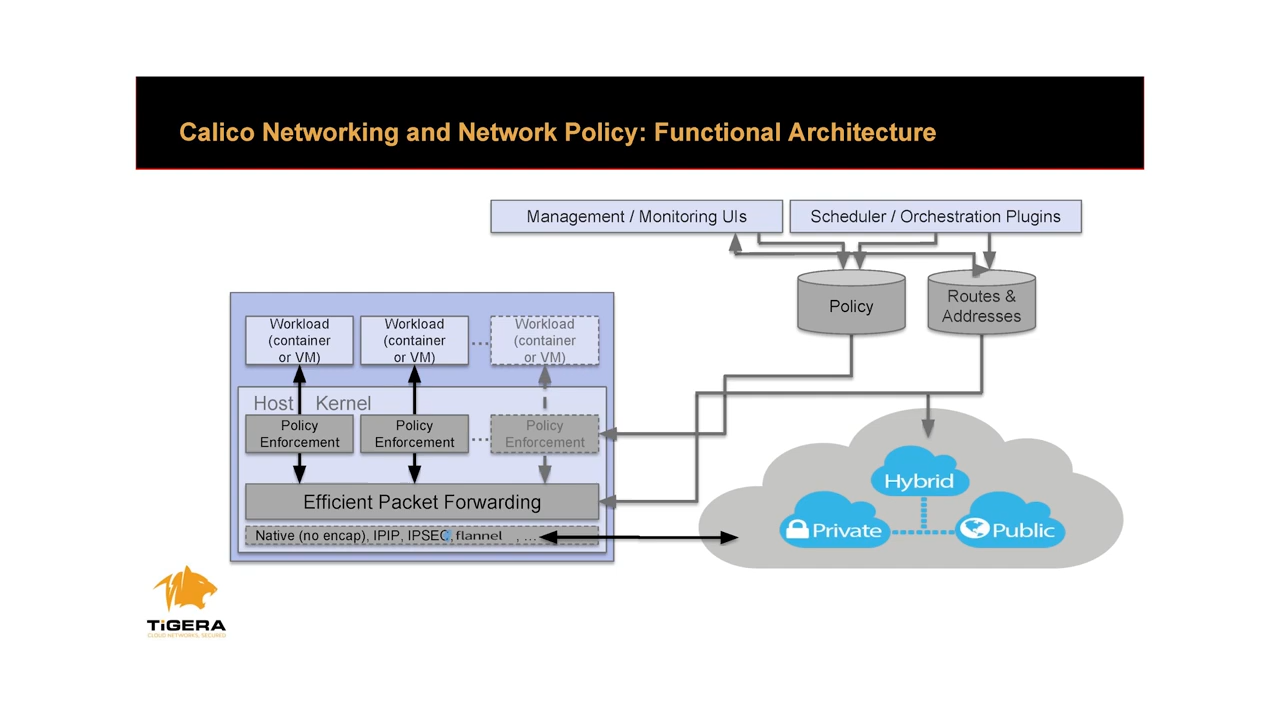 Calico Networking and Network Policy: Functional Architecture
Management / Monitoring UIs
Scheduler / Orchestration Plugins
Policy
Routes &
Addresses
Workload
(container
or VM)
Workload
(container
or VM)
...
Workload
(container
or VM)
Host Kernel
Policy
Enforcement
Policy
Enforcement
...
Policy
Enforcement
Efficient Packet Forwarding
Native (no encap), IPIP, IPSEC, flannel , ...
Hybrid
Private
Public
TiGERA
CLOUD NETWORKS, SECURED